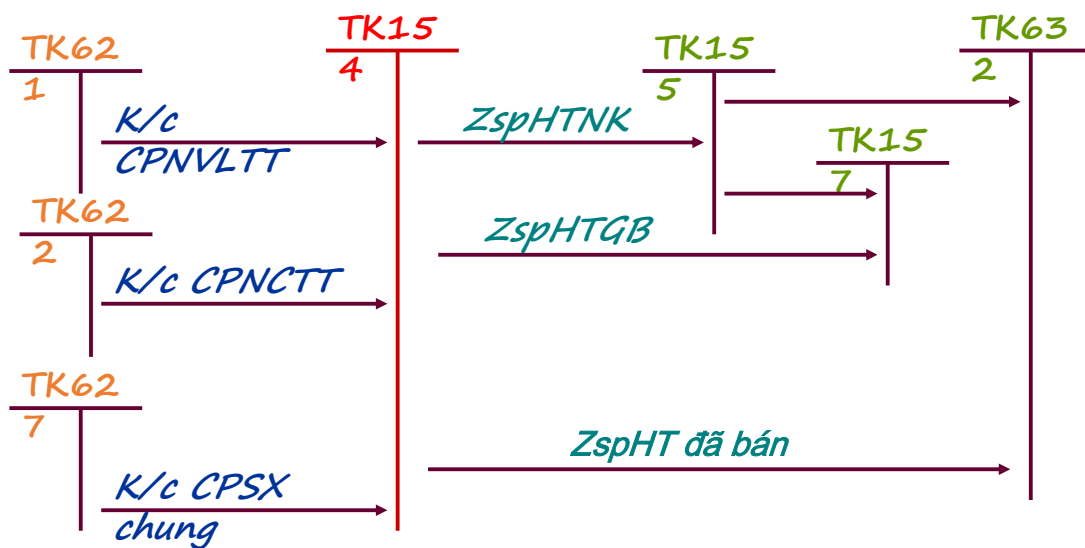 TK62
1
K/c
CPNVLTT
TK62
2
K/c CPNCTT
TK62
7
K/c CPSX
chung
TK15
4
ZspHTNK
ZspHTGB
ZspHT đã bán
TK15
5
TK15
7
TK63
2